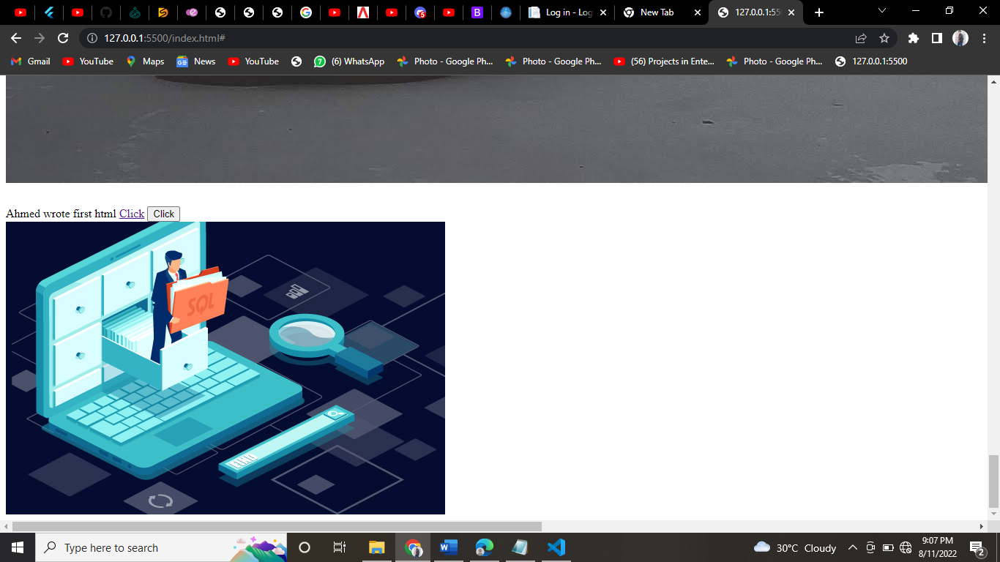 Log in - Log
New Tab
127.0.0.1:550
127.0.0.1:5500/index.html#
Gmail
YouTube
Maps
News
YouTube
(6) WhatsApp
Photo - Google Ph...
Photo - Google Ph...
(56) Projects in Ente...
Photo - Google Ph...
127.0.0.1:5500
Ahmed wrote first html Click Click
SQL
FIND
Type here to search
30°C Cloudy
9:07 PM
8/11/2022
2